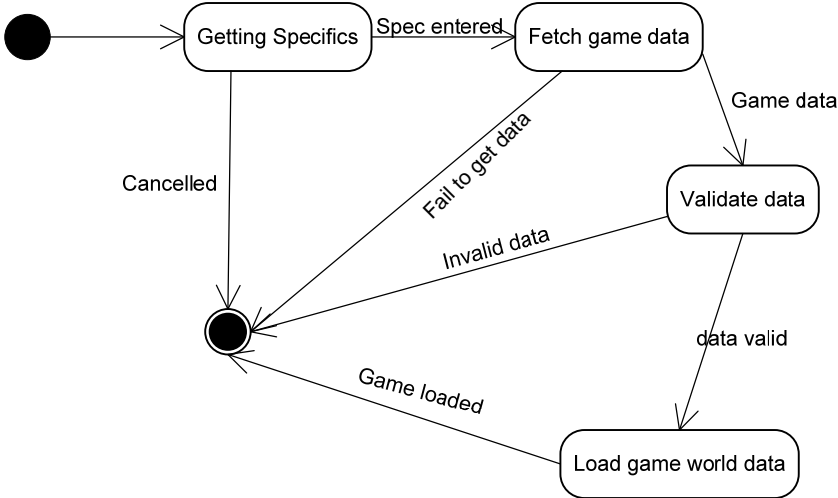 Getting Specifics
Spec entered
Fetch game data
Game data
Cancelled
Fail to get data
Validate data
Invalid data
data valid
Game loaded
Load game world data